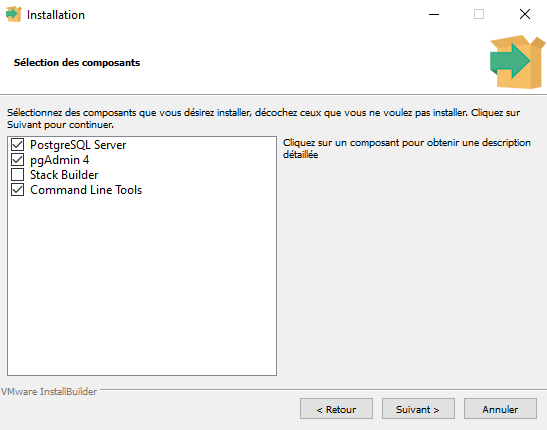 Installation
Sélection des composants
Sélectionnez des composants que vous désirez installer, décochez ceux que vous ne voulez pas installer. Cliquez sur
Suivant pour continuer.
PostgreSQL Server
pgAdmin 4
Stack Builder
Command Line Tools
Cliquez sur un composant pour obtenir une description
détaillée
VMware InstallBuilder
< Retour
Suivant >
Annuler